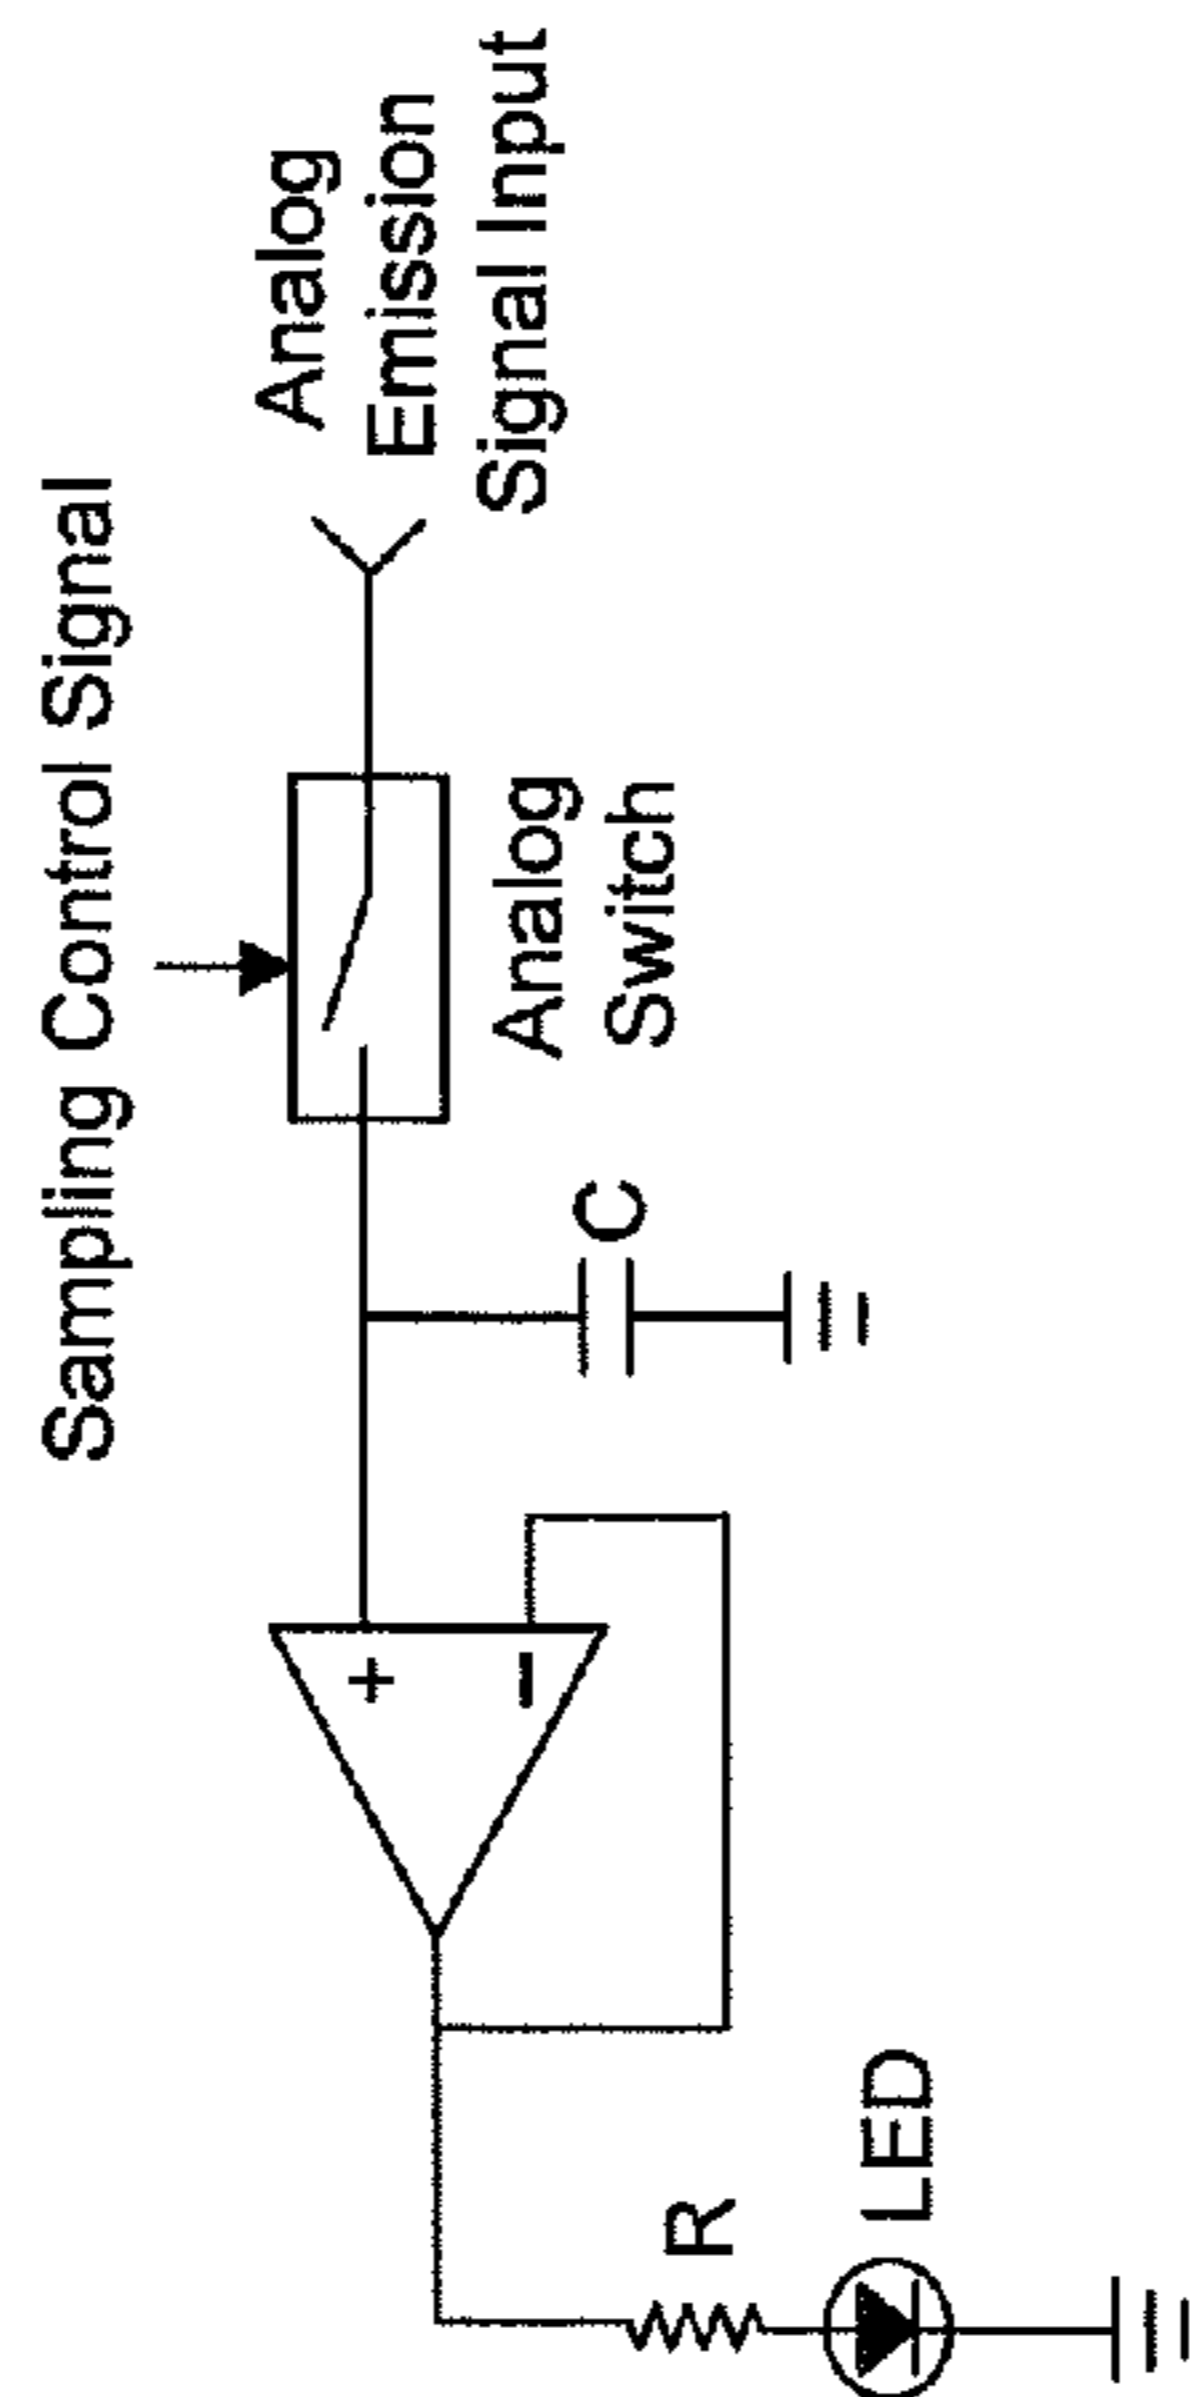 Sampling Control Signal
Analog
Emission
Signal Input
Analog
Switch
C
+
−
R
LED